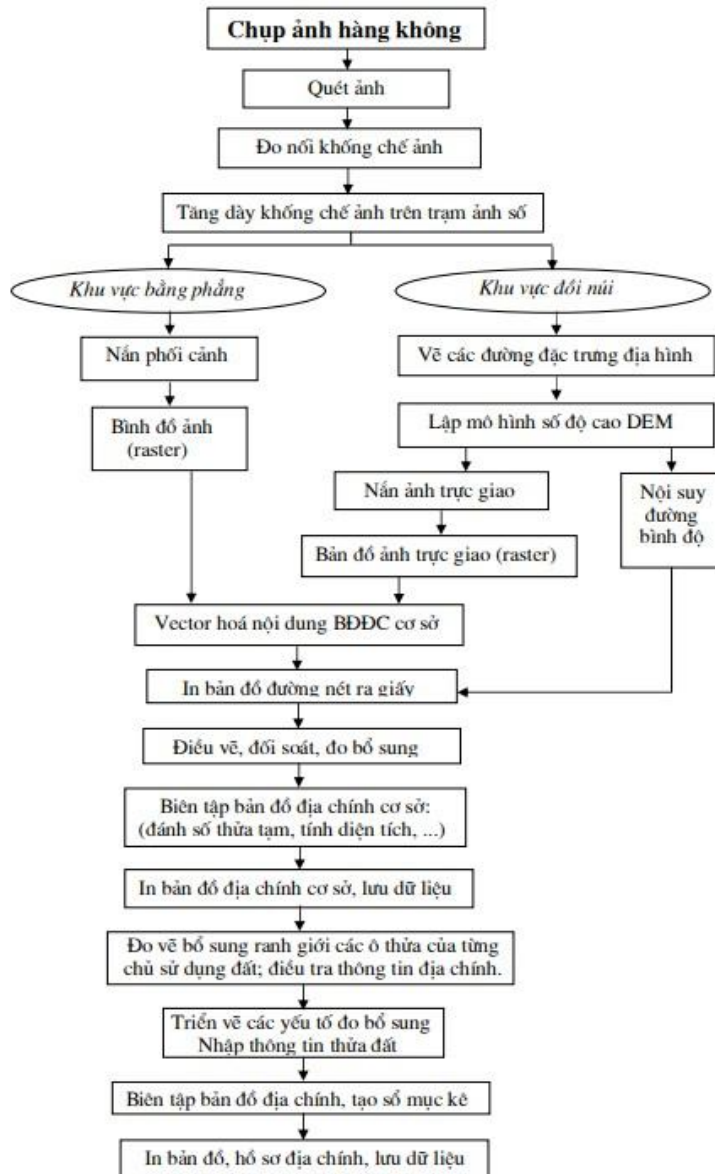 Chụp ảnh hàng không
Quét ảnh
Đo nối khống chế ảnh
Tăng dày khống chế ảnh trên trạm ảnh số
Khu vực bằng phẳng
Khu vực đồi núi
Nắn phối cảnh
Vẽ các đường đặc trưng địa hình
Bình đồ ảnh
(raster)
Lập mô hình số độ cao DEM
Nắn ảnh trực giao
Nội suy
đường
bình độ
Bản đồ ảnh trực giao (raster)
Vector hoá nội dung BĐĐC cơ sở
In bản đồ đường nét ra giấy
Điều vẽ, đối soát, đo bổ sung
Biên tập bản đồ địa chính cơ sở:
(đánh số thửa tạm, tính diện tích, ...)
In bản đồ địa chính cơ sở, lưu dữ liệu
Đo vẽ bổ sung ranh giới các ô thửa của từng
chủ sử dụng đất; điều tra thông tin địa chính.
Triển vẽ các yếu tố đo bổ sung
Nhập thông tin thửa đất
Biên tập bản đồ địa chính, tạo sổ mục kê
In bản đồ, hồ sơ địa chính, lưu dữ liệu